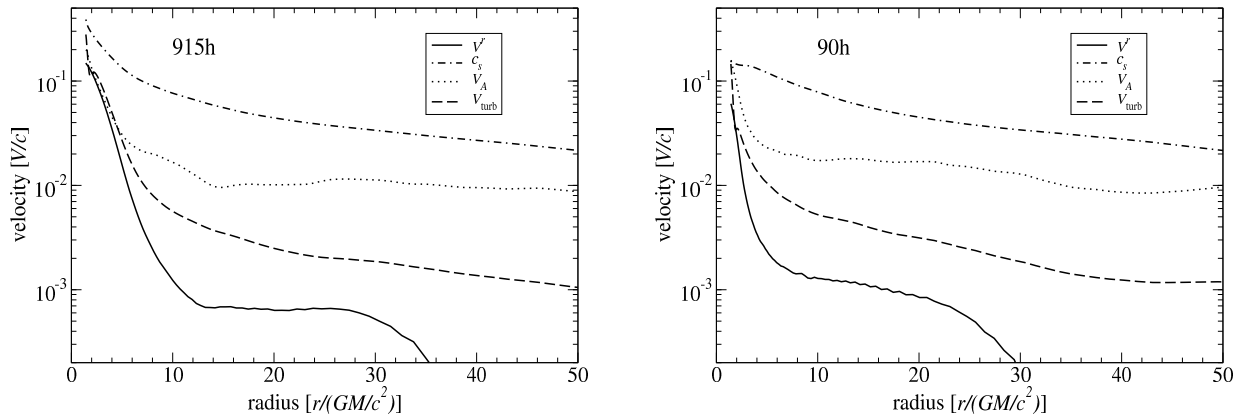 915h
V^r
c_s
V_A
V_turb
10^-1
10^-2
10^-3
velocity [V/c]
0 10 20 30 40 50
radius [r/(GM/c^2)]
90h
V^r
c_s
V_A
V_turb
10^-1
10^-2
10^-3
velocity [V/c]
0 10 20 30 40 50
radius [r/(GM/c^2)]